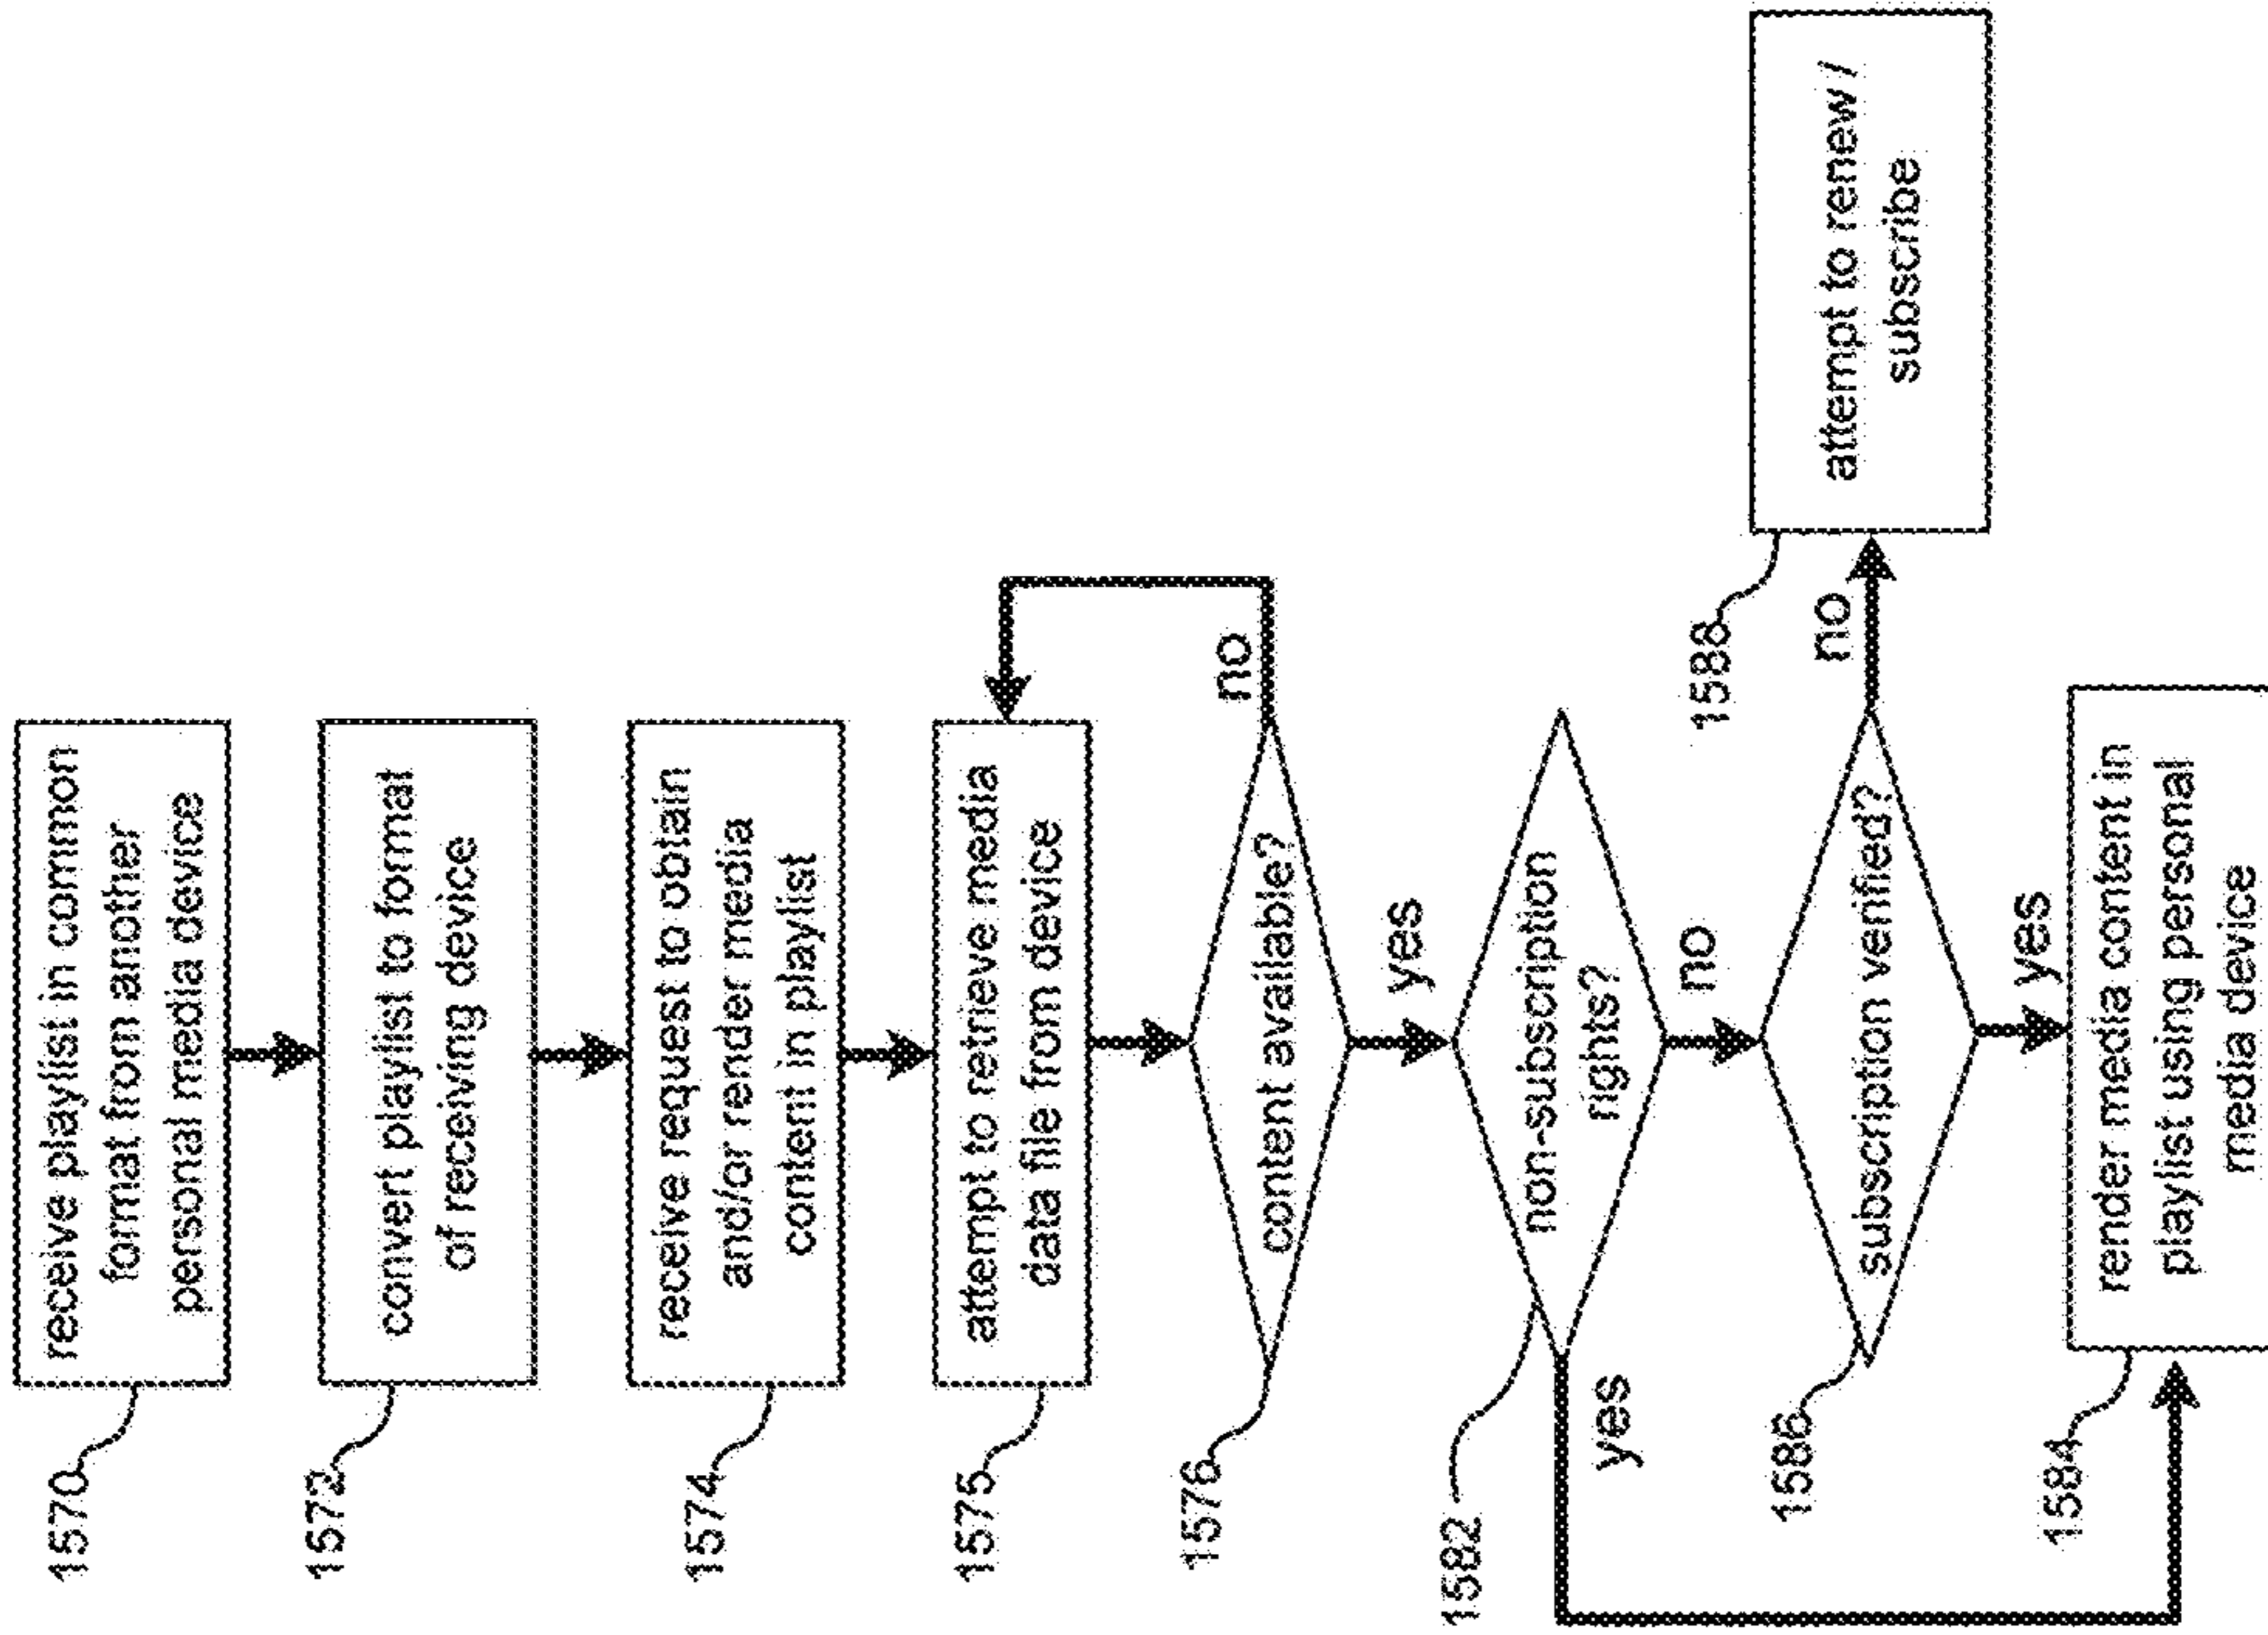 1570
receive playlist in common
format from another
personal media device
1572
convert playlist to format
of receiving device
1574
receive request to obtain
and/or render media
content in playlist
1575
attempt to retrieve media
data file from device
1576
content available?
no
yes
1582
non-subscription
rights?
yes
no
1586
subscription verified?
no
1588
attempt to renew /
subscribe
yes
1584
render media content in
playlist using personal
media device